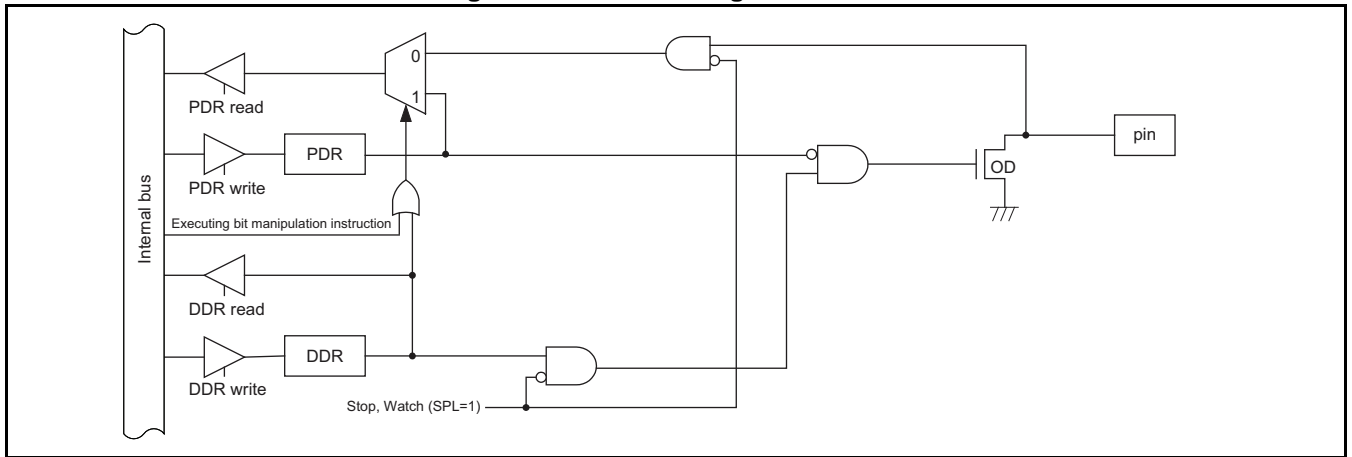 0
1
PDR read
pin
PDR
OD
PDR write
Executing bit manipulation instruction
Internal bus
DDR read
DDR
DDR write
Stop, Watch (SPL=1)